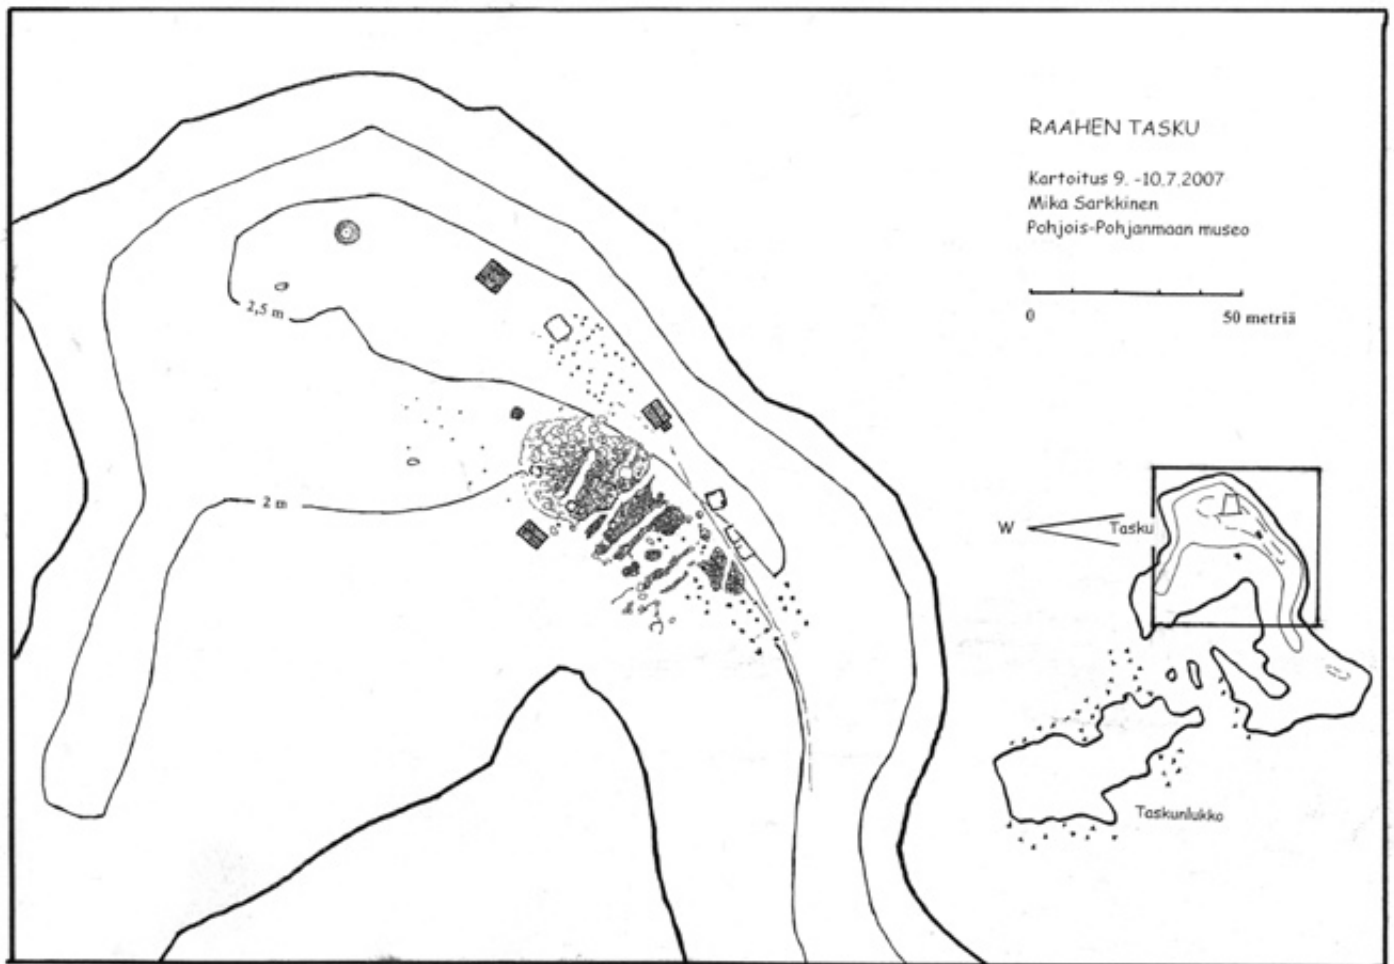 RAAHEN TASKU
Kartoitus 9. -10.7.2007
Mika Sarkkinen
Pohjois-Pohjanmaan museo
0 50 metriä
2,5 m
2 m
W Tasku
Taskunlukko